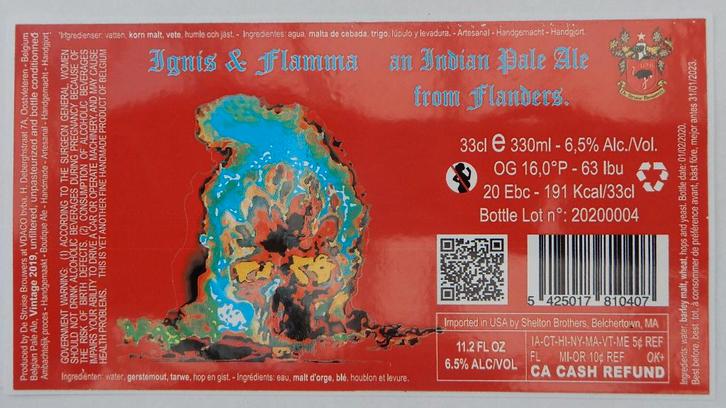 Ingredienser: vatten, korn malt, vete, humle och jäst. - Ingredientes: agua, malta de cebada, trigo, lúpulo y levadura. - Artesanal - Handgemacht - Handgjort.
Ignis & Flamma an Indian Pale Ale
from Flanders.
33cl e 330ml - 6,5% Alc./Vol.
OG 16,0°P - 63 Ibu
20 Ebc - 191 Kcal/33cl
Bottle Lot n°: 20200004
5 425017 810407
Imported in USA by Shelton Brothers, Belchertown, MA
11.2 FL OZ
6.5% ALC/VOL
IA-CT-HI-NY-MA-VT-ME 5¢ REF
FL MI-OR 10¢ REF OK+
CA CASH REFUND
Ingrediënten: water, gerstemout, tarwe, hop en gist. - Ingrédients: eau, malt d'orge, blé, houblon et levure.
Produced by De Struise Brouwers at VDACO bvba, H. Deberghstraat 7A, Oostvleteren - Belgium.
Belgian Pale Ale, Vintage 2019, unfiltered, unpasteurized and bottle conditioned
Ambachtelijk proces - Handgemaakt - Boutique Ale - Handmade - Artesanal - Handgemacht - Handgjort.
GOVERNMENT WARNING: (1) ACCORDING TO THE SURGEON GENERAL, WOMEN
SHOULD NOT DRINK ALCOHOLIC BEVERAGES DURING PREGNANCY BECAUSE OF
THE RISK OF BIRTH DEFECTS. (2). CONSUMPTION OF ALCOHOLIC BEVERAGES
IMPAIRS YOUR ABILITY TO DRIVE A CAR OR OPERATE MACHINERY, AND MAY CAUSE
HEALTH PROBLEMS. THIS IS YET ANOTHER FINE HANDMADE PRODUCT OF BELGIUM
Ingredients: water, barley malt, wheat, hops and yeast. Bottle date: 01/02/2020.
Best before, best. tot, à consommer de préférence avant, bäst före, mejor antes 31/01/2023.